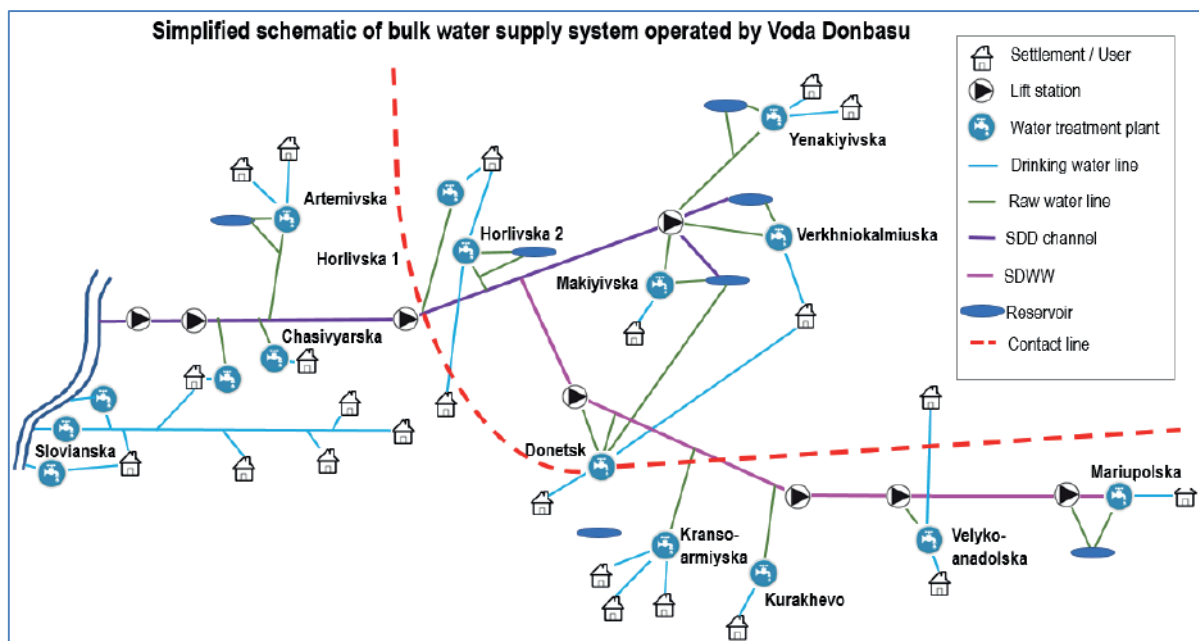 Simplified schematic of bulk water supply system operated by Voda Donbasu
Settlement / User
Lift station
Water treatment plant
Drinking water line
Raw water line
SDD channel
SDWW
Reservoir
Contact line
Yenakiyivska
Artemivska
Horlivska 2
Verkhniokalmiuska
Horlivska 1
Makiyivska
Chasivyarska
Slovianska
Donetsk
Mariupolska
Kranso-
armiyska
Velyko-
anadolska
Kurakhevo